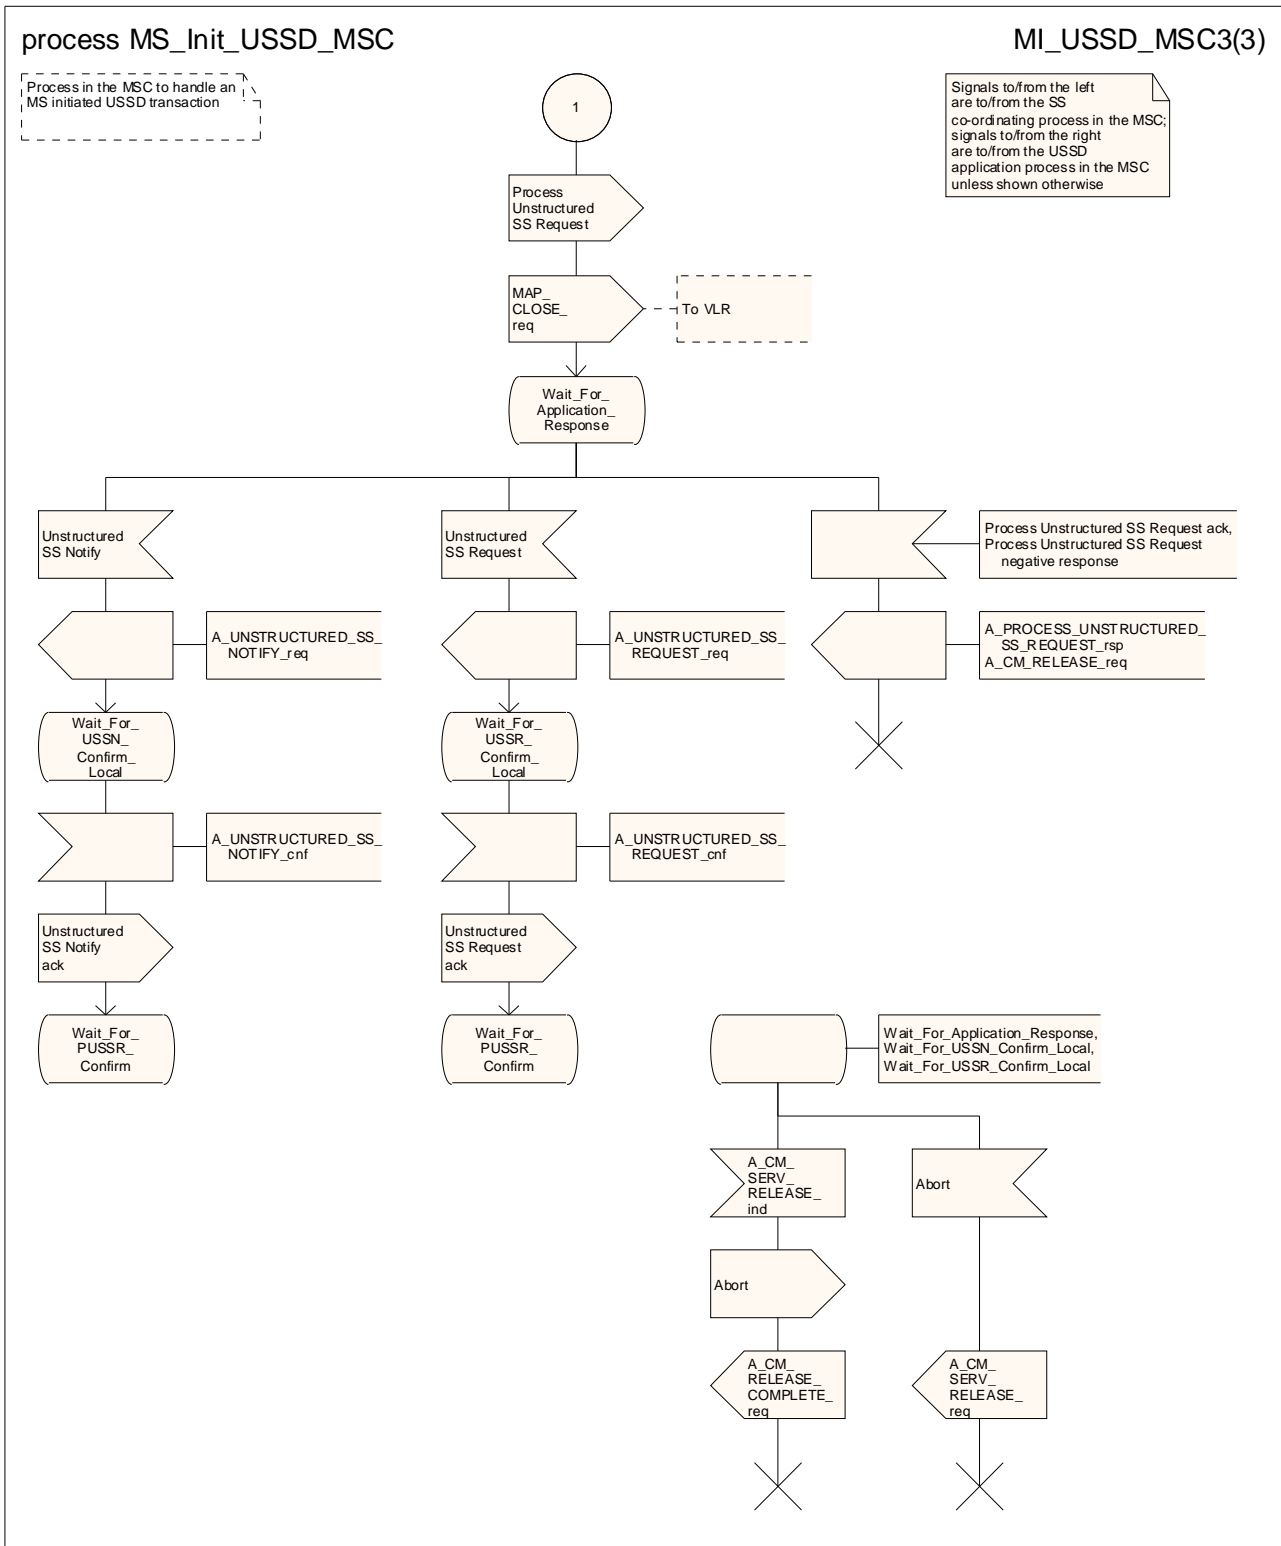 process MS_Init_USSD_MSC
MI_USSD_MSC3(3)
Process in the MSC to handle an
MS initiated USSD transaction
1
Signals to/from the left
are to/from the SS
co-ordinating process in the MSC;
signals to/from the right
are to/from the USSD
application process in the MSC
unless shown otherwise
Process
Unstructured
SS Request
MAP_
CLOSE_
req
To VLR
Wait_For_
Application_
Response
Unstructured
SS Notify
Unstructured
SS Request
Process Unstructured SS Request ack,
Process Unstructured SS Request
negative response
A_UNSTRUCTURED_SS_
NOTIFY_req
A_UNSTRUCTURED_SS_
REQUEST_req
A_PROCESS_UNSTRUCTURED_
SS_REQUEST_rsp
A_CM_RELEASE_req
Wait_For_
USSN_
Confirm_
Local
Wait_For_
USSR_
Confirm_
Local
A_UNSTRUCTURED_SS_
NOTIFY_cnf
A_UNSTRUCTURED_SS_
REQUEST_cnf
Unstructured
SS Notify
ack
Unstructured
SS Request
ack
Wait_For_
PUSSR_
Confirm
Wait_For_
PUSSR_
Confirm
Wait_For_Application_Response,
Wait_For_USSN_Confirm_Local,
Wait_For_USSR_Confirm_Local
A_CM_
SERV_
RELEASE_
ind
Abort
Abort
A_CM_
RELEASE_
COMPLETE_
req
A_CM_
SERV_
RELEASE_
req